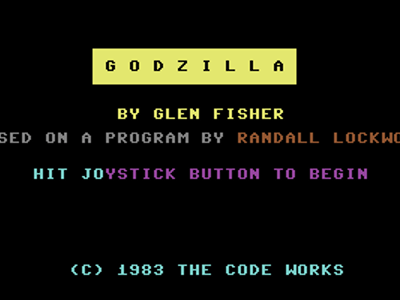 G O D Z I L L A
BY GLEN FISHER
SED ON A PROGRAM BY RANDALL LOCKWO
HIT JOYSTICK BUTTON TO BEGIN
(C) 1983 THE CODE WORKS